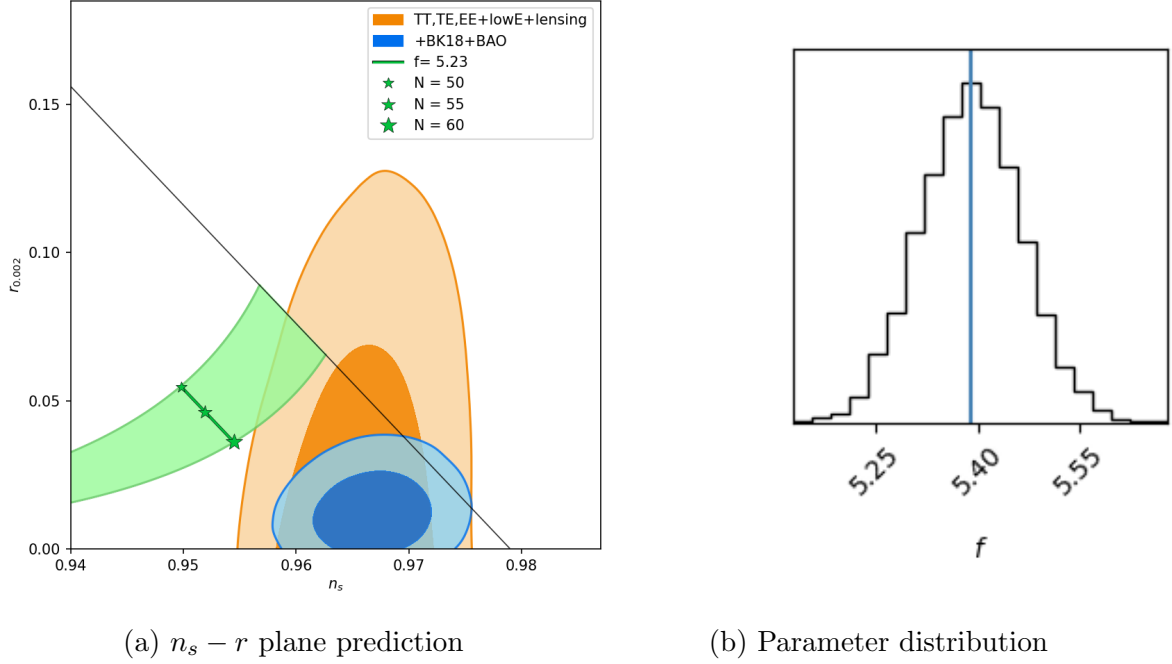 TT,TE,EE+lowE+lensing
+BK18+BAO
f= 5.23
N = 50
N = 55
N = 60
0.15
0.10
0.05
0.00
r0.002
0.94
0.95
0.96
0.97
0.98
ns
5.25
5.40
5.55
f
(a) ns − r plane prediction
(b) Parameter distribution